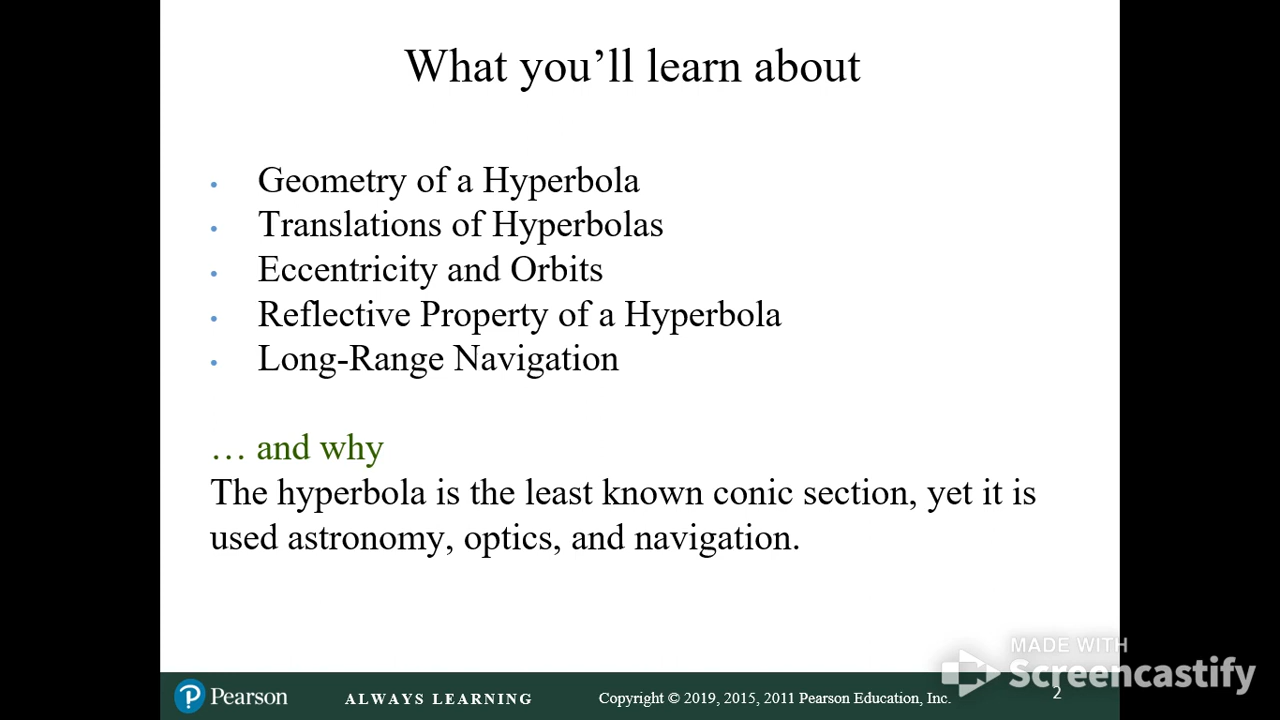 What you’ll learn about
• Geometry of a Hyperbola
• Translations of Hyperbolas
• Eccentricity and Orbits
• Reflective Property of a Hyperbola
• Long-Range Navigation
… and why
The hyperbola is the least known conic section, yet it is
used astronomy, optics, and navigation.
MADE WITH
Screencastify
Pearson ALWAYS LEARNING Copyright © 2019, 2015, 2011 Pearson Education, Inc. 2